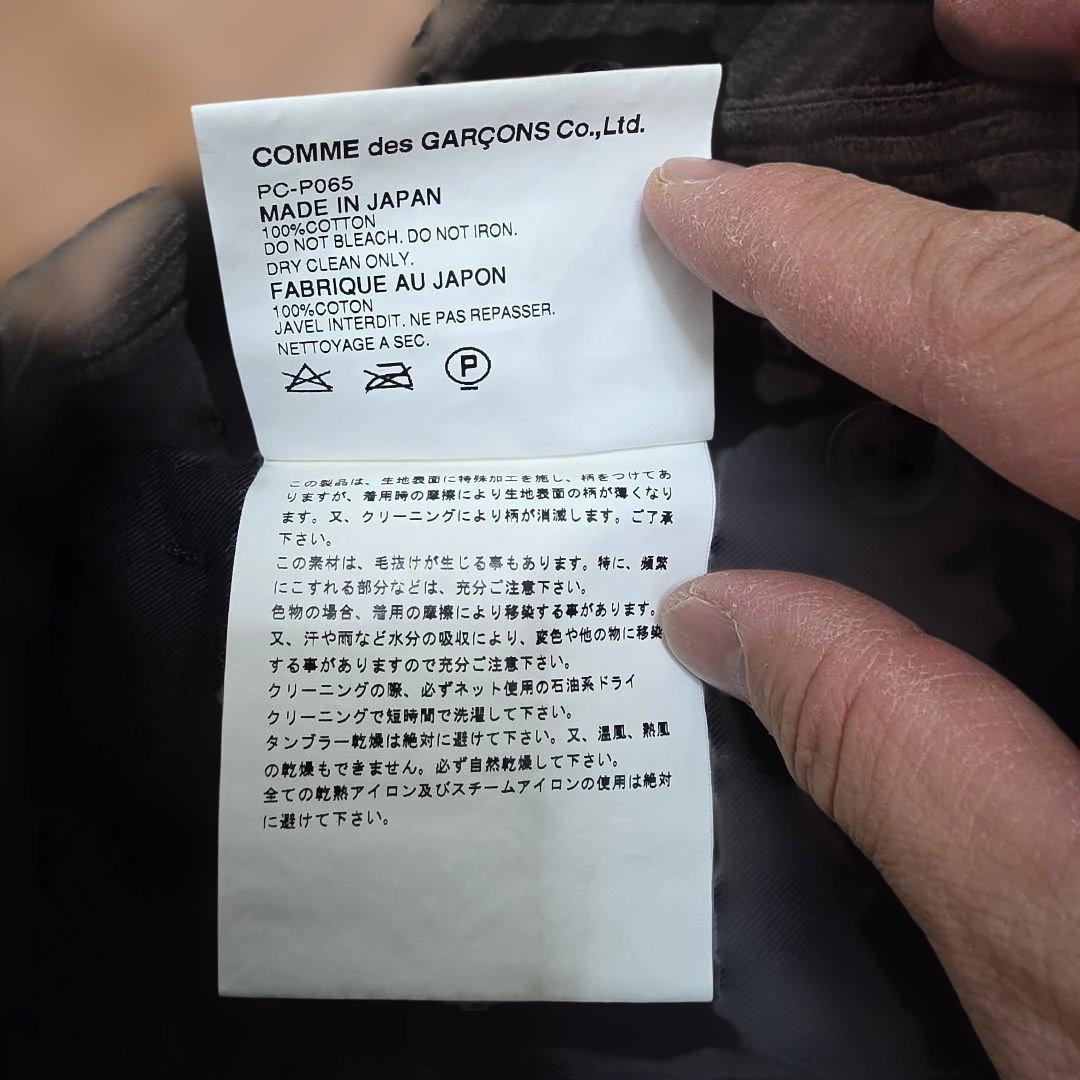 COMME des GARÇONS Co.,Ltd.
PC-P065
MADE IN JAPAN
100%COTTON
DO NOT BLEACH. DO NOT IRON.
DRY CLEAN ONLY.
FABRIQUE AU JAPON
100%COTON
JAVEL INTERDIT. NE PAS REPASSER.
NETTOYAGE A SEC.
P
この製品は、生地表面に特殊加工を施し、柄をつけてあ
りますが、着用時の摩擦により生地表面の柄が薄くなり
ます。又、クリーニングにより柄が消滅します。ご了承
下さい。
この素材は、毛抜けが生じる事もあります。特に、頻繁
にこすれる部分などは、充分ご注意下さい。
色物の場合、着用の摩擦により移染する事があります。
又、汗や雨など水分の吸収により、変色や他の物に移染
する事がありますので充分ご注意下さい。
クリーニングの際、必ずネット使用の石油系ドライ
クリーニングで短時間で洗濯して下さい。
タンブラー乾燥は絶対に避けて下さい。又、温風、熱風
の乾燥もできません。必ず自然乾燥して下さい。
全ての乾熱アイロン及びスチームアイロンの使用は絶対
に避けて下さい。